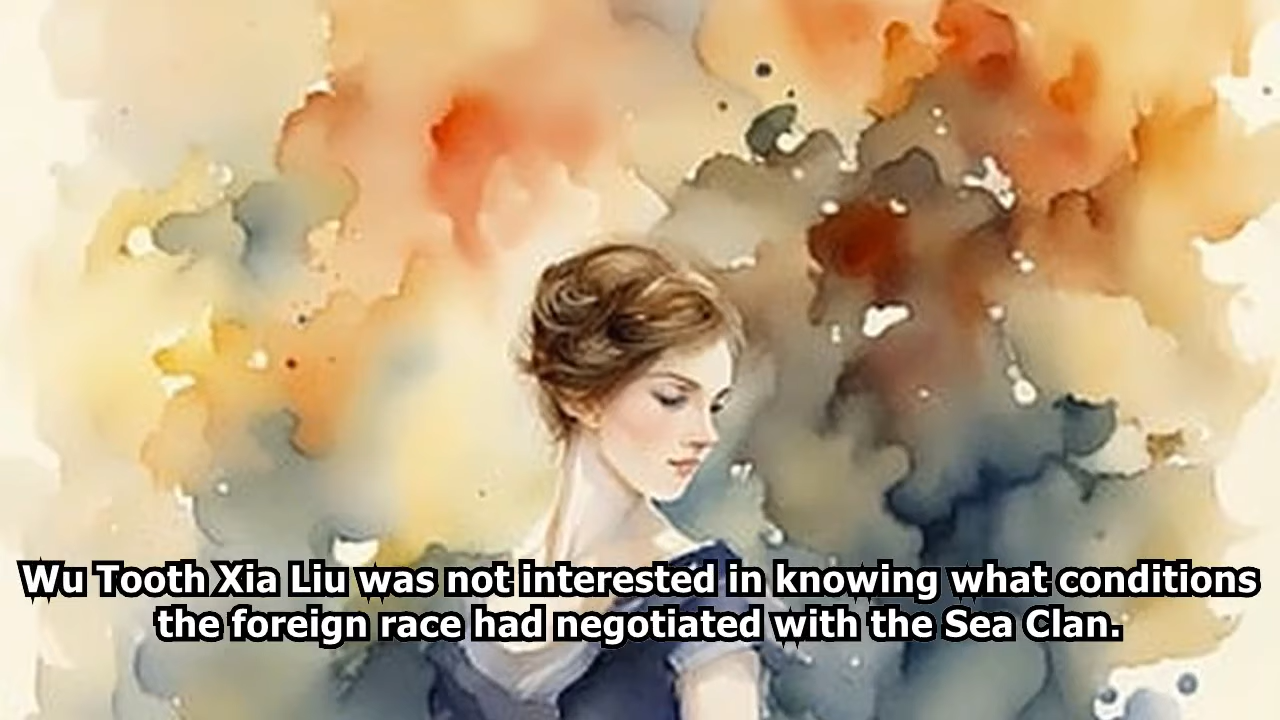 Wu Tooth Xia Liu was not interested in knowing what conditions
the foreign race had negotiated with the Sea Clan.